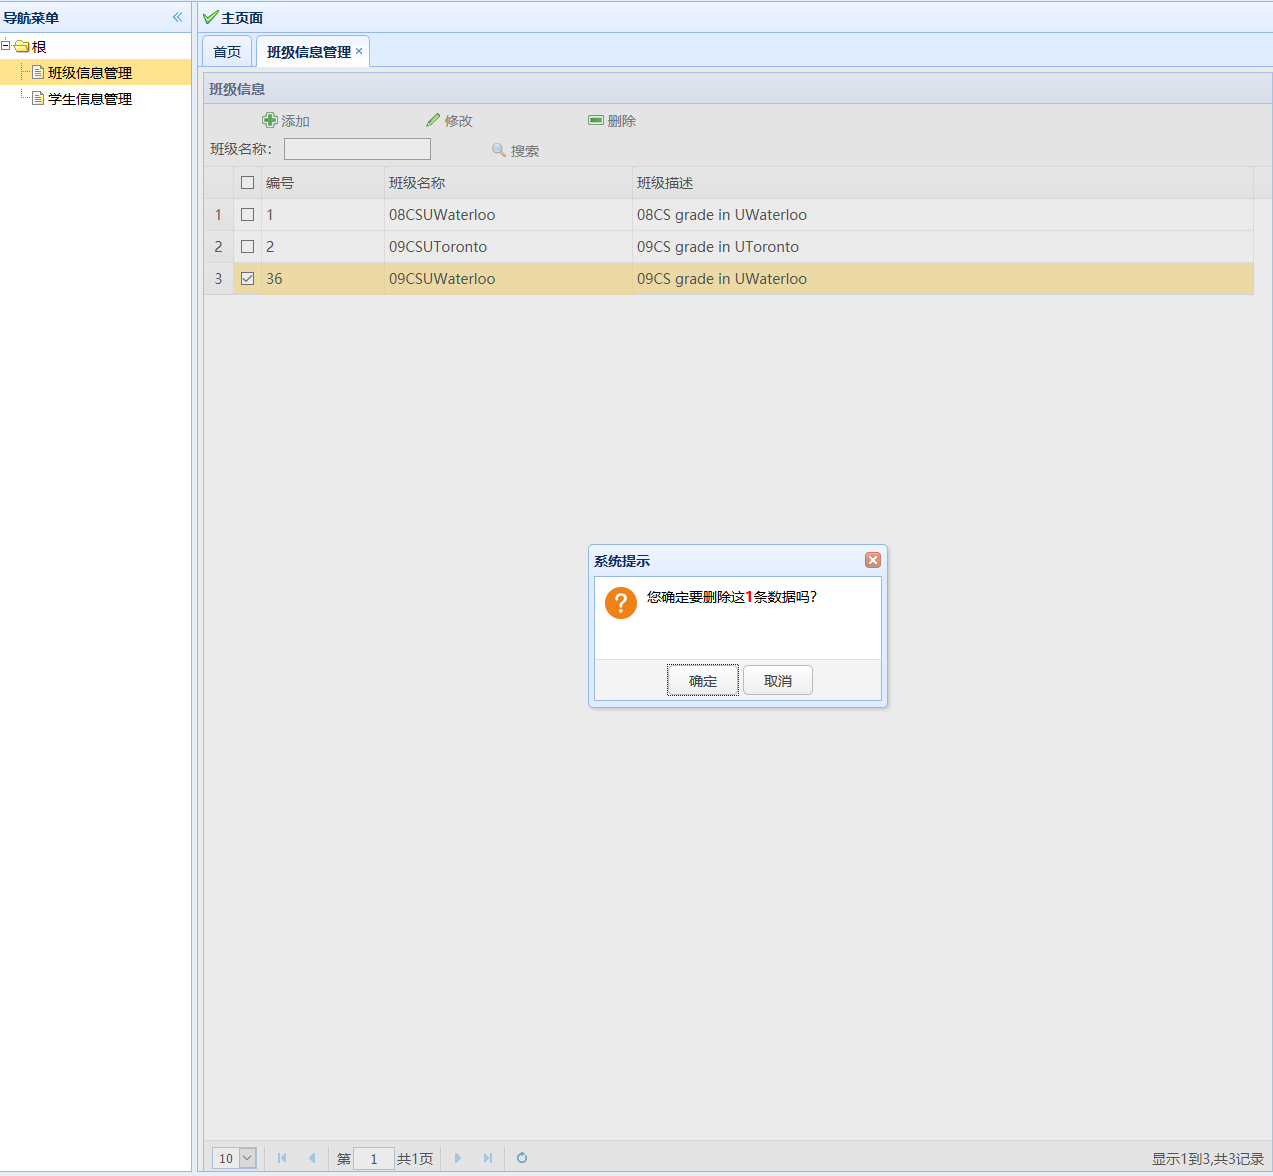 导航菜单
主页面
根
首页
班级信息管理
班级信息管理
学生信息管理
班级信息
添加
修改
删除
班级名称：
搜索
编号 班级名称 班级描述
1 1 08CSUWaterloo 08CS grade in UWaterloo
2 2 09CSUToronto 09CS grade in UToronto
3 36 09CSUWaterloo 09CS grade in UWaterloo
系统提示
您确定要删除这1条数据吗?
确定 取消
10 第 1 共1页 显示1到3,共3记录